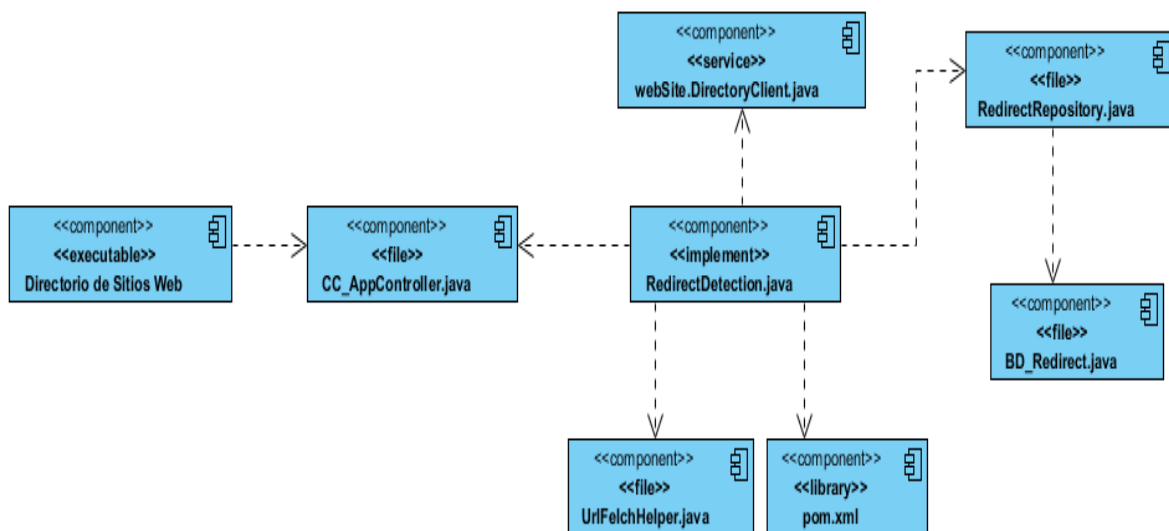 <<component>>
<<service>>
webSite.DirectoryClient.java
<<component>>
<<file>>
RedirectRepository.java
<<component>>
<<executable>>
Directorio de Sitios Web
<<component>>
<<file>>
CC_AppController.java
<<component>>
<<implement>>
RedirectDetection.java
<<component>>
<<file>>
BD_Redirect.java
<<component>>
<<file>>
UrlFelchHelper.java
<<component>>
<<library>>
pom.xml